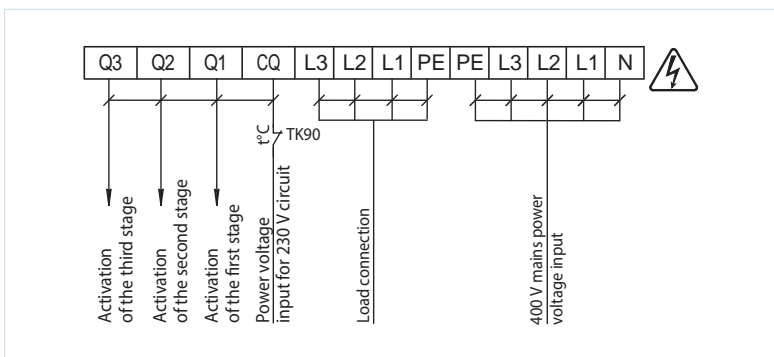 Q3 Q2 Q1 CQ L3 L2 L1 PE PE L3 L2 L1 N
t°C TK90
Activation
of the third stage
Activation
of the second stage
Activation
of the first stage
Power voltage
input for 230 V circuit
Load connection
400 V mains power
voltage input